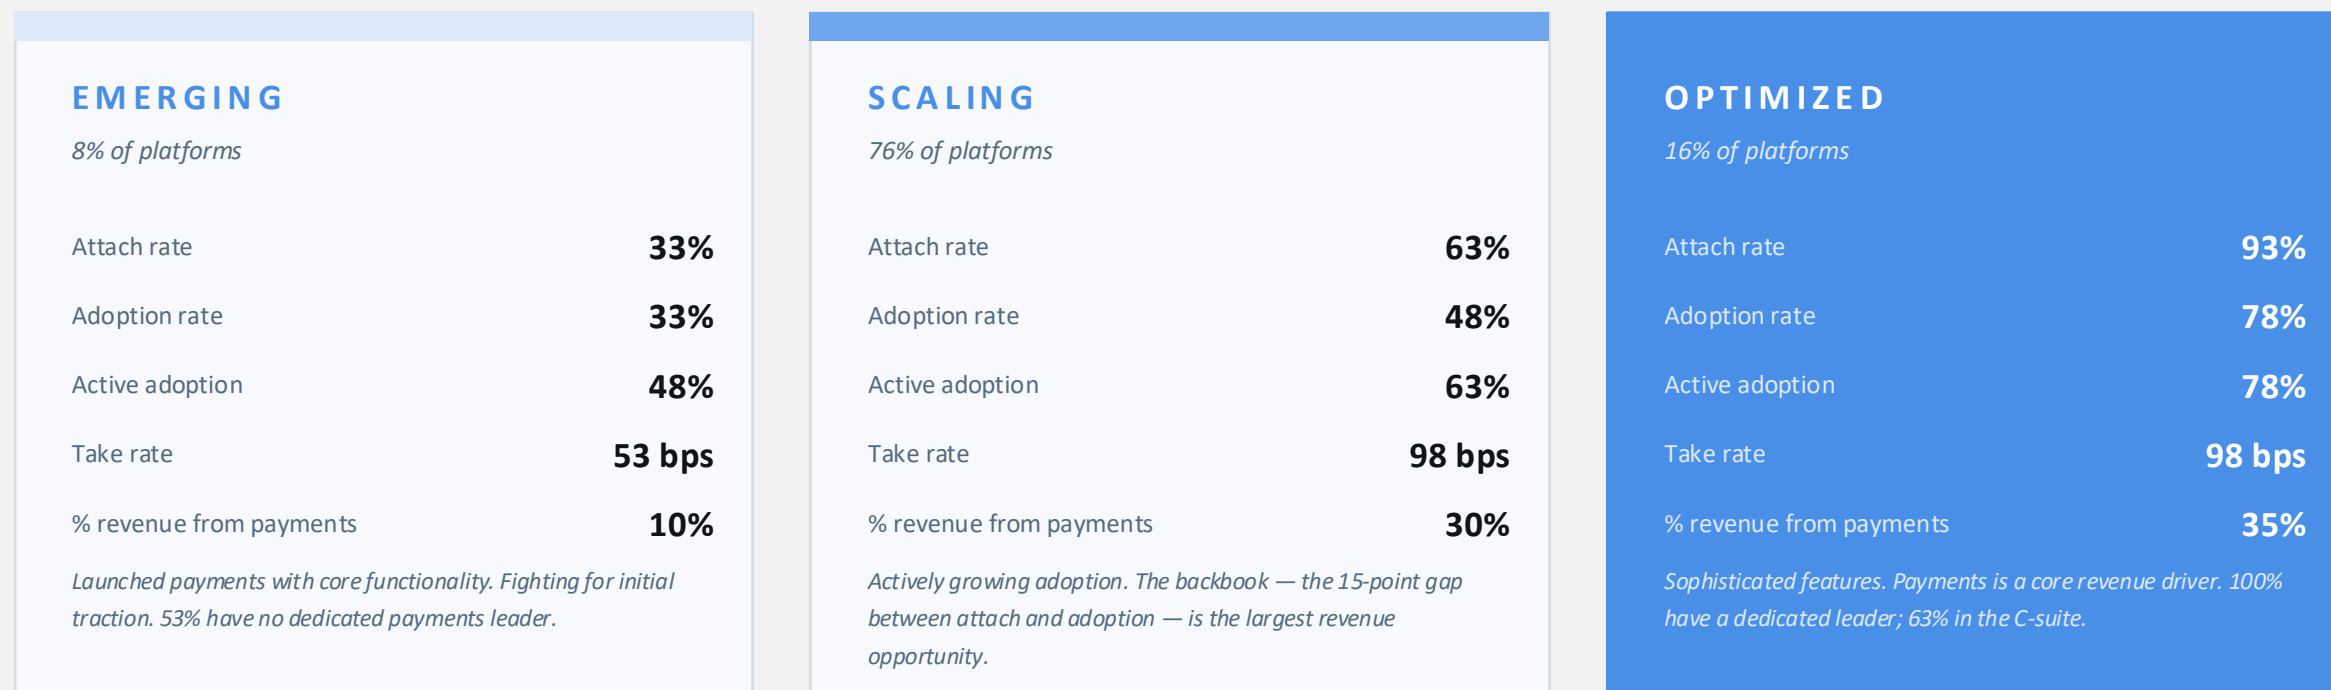 EMERGING
8% of platforms
Attach rate 33%
Adoption rate 33%
Active adoption 48%
Take rate 53 bps
% revenue from payments 10%
Launched payments with core functionality. Fighting for initial
traction. 53% have no dedicated payments leader.
SCALING
76% of platforms
Attach rate 63%
Adoption rate 48%
Active adoption 63%
Take rate 98 bps
% revenue from payments 30%
Actively growing adoption. The backbook — the 15-point gap
between attach and adoption — is the largest revenue
opportunity.
OPTIMIZED
16% of platforms
Attach rate 93%
Adoption rate 78%
Active adoption 78%
Take rate 98 bps
% revenue from payments 35%
Sophisticated features. Payments is a core revenue driver. 100%
have a dedicated leader; 63% in the C-suite.